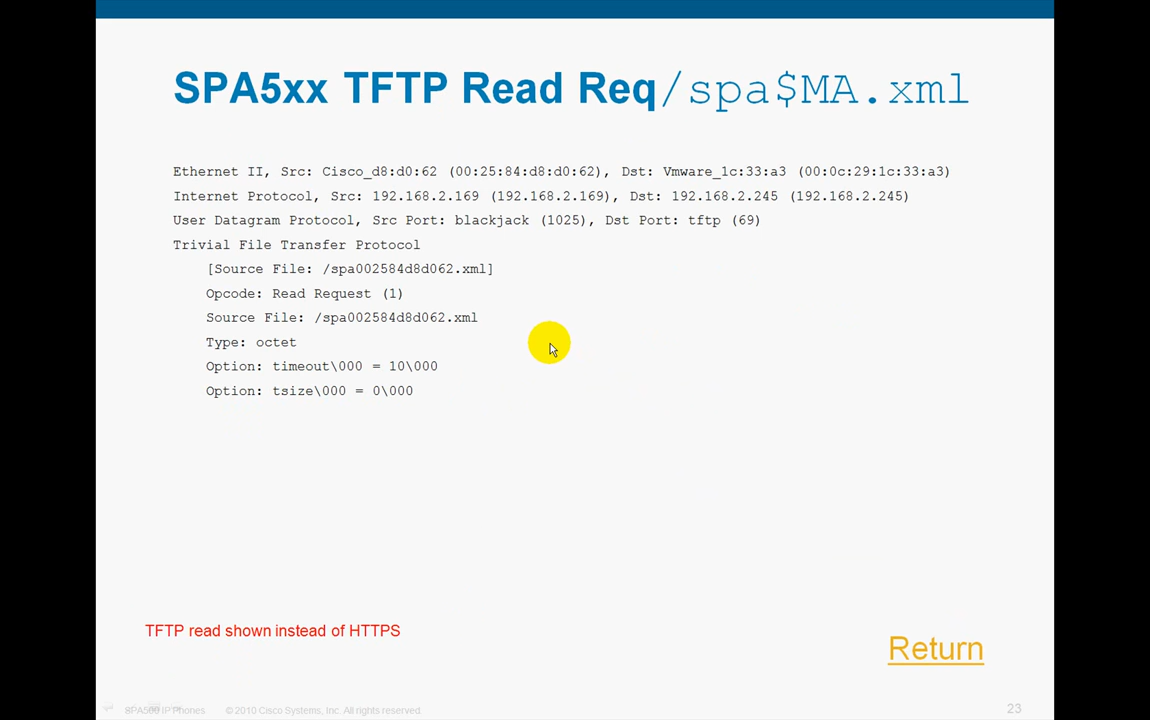 SPA5xx TFTP Read Req/spa$MA.xml
Ethernet II, Src: Cisco_d8:d0:62 (00:25:84:d8:d0:62), Dst: Vmware_1c:33:a3 (00:0c:29:1c:33:a3)
Internet Protocol, Src: 192.168.2.169 (192.168.2.169), Dst: 192.168.2.245 (192.168.2.245)
User Datagram Protocol, Src Port: blackjack (1025), Dst Port: tftp (69)
Trivial File Transfer Protocol
[Source File: /spa002584d8d062.xml]
Opcode: Read Request (1)
Source File: /spa002584d8d062.xml
Type: octet
Option: timeout\000 = 10\000
Option: tsize\000 = 0\000
TFTP read shown instead of HTTPS
Return
IP Phones © 2010 Cisco Systems, Inc. All rights reserved. 23